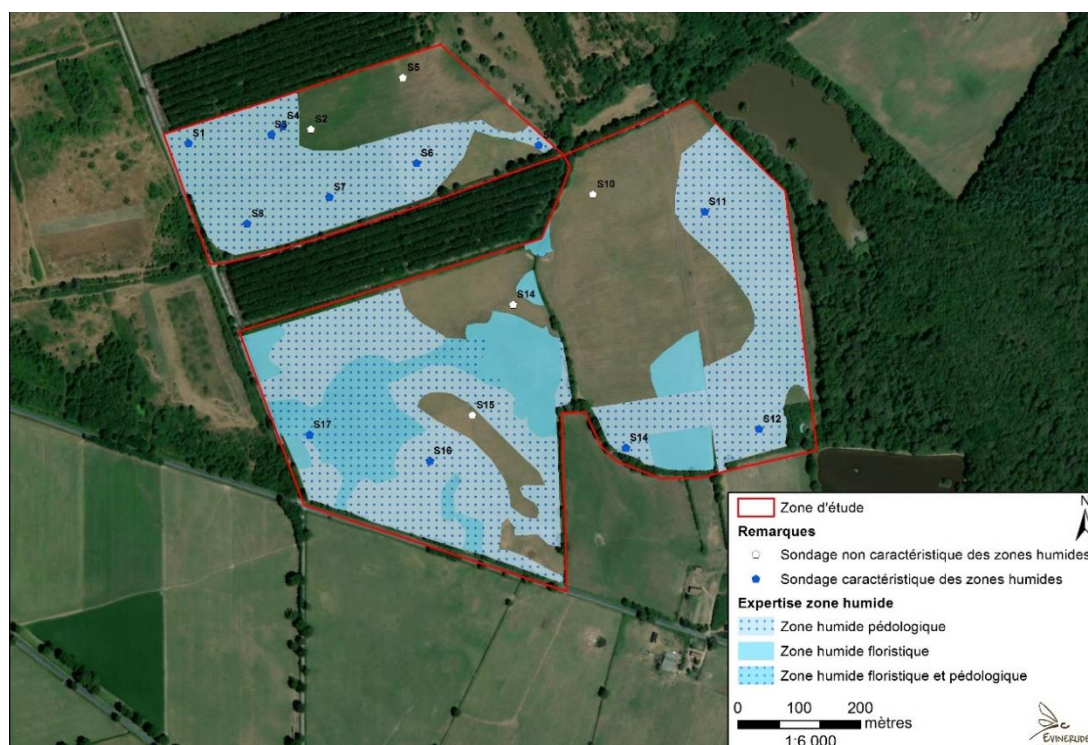 S5
S4
S2
S3
S1
S9
S6
S7
S10
S11
S8
S14
S15
S17
S16
S12
S14
N
Zone d'étude
Remarques
Sondage non caractéristique des zones humides
Sondage caractéristique des zones humides
Expertise zone humide
Zone humide pédologique
Zone humide floristique
Zone humide floristique et pédologique
0 100 200
mètres
1:6 000
EVINERUDE